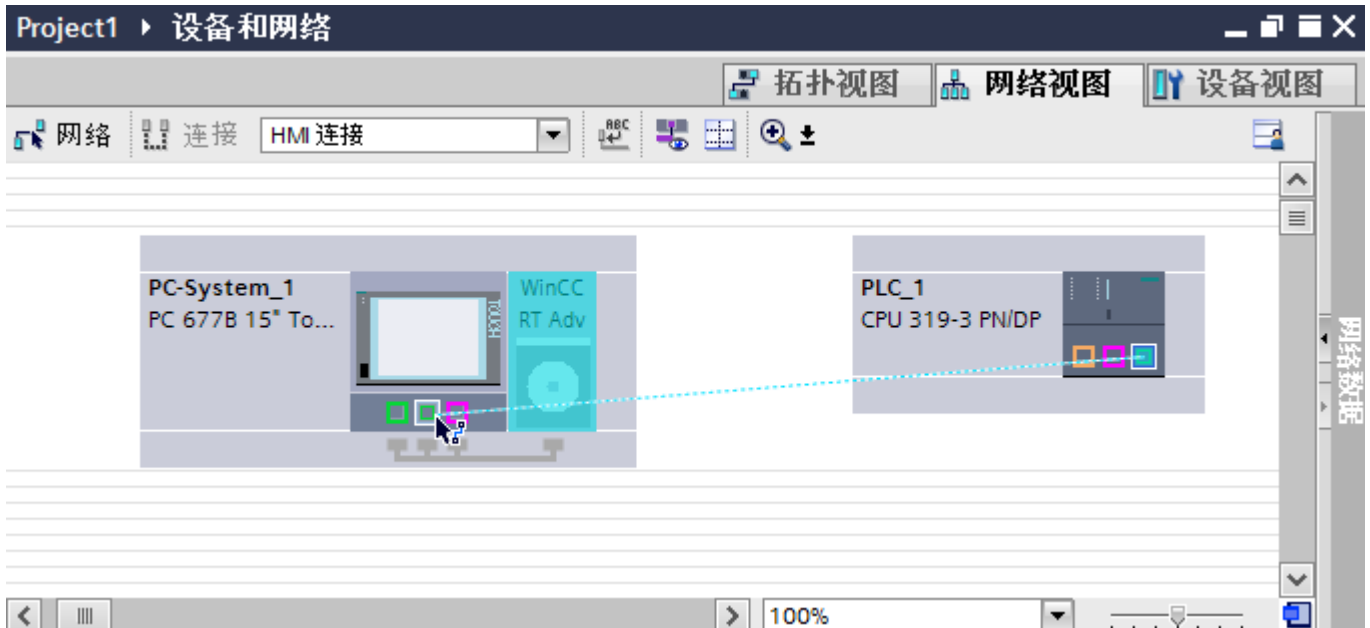 Project1 ▸ 设备和网络
拓扑视图 网络视图 设备视图
网络 连接 HMI 连接
PC-System_1
PC 677B 15" To...
TOUCH
WinCC
RT Adv
PLC_1
CPU 319-3 PN/DP
网络数据
100%